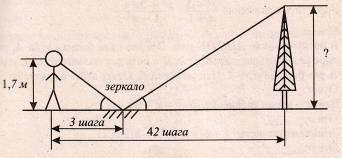 ?
1,7 м
зеркало
3 шага
42 шага